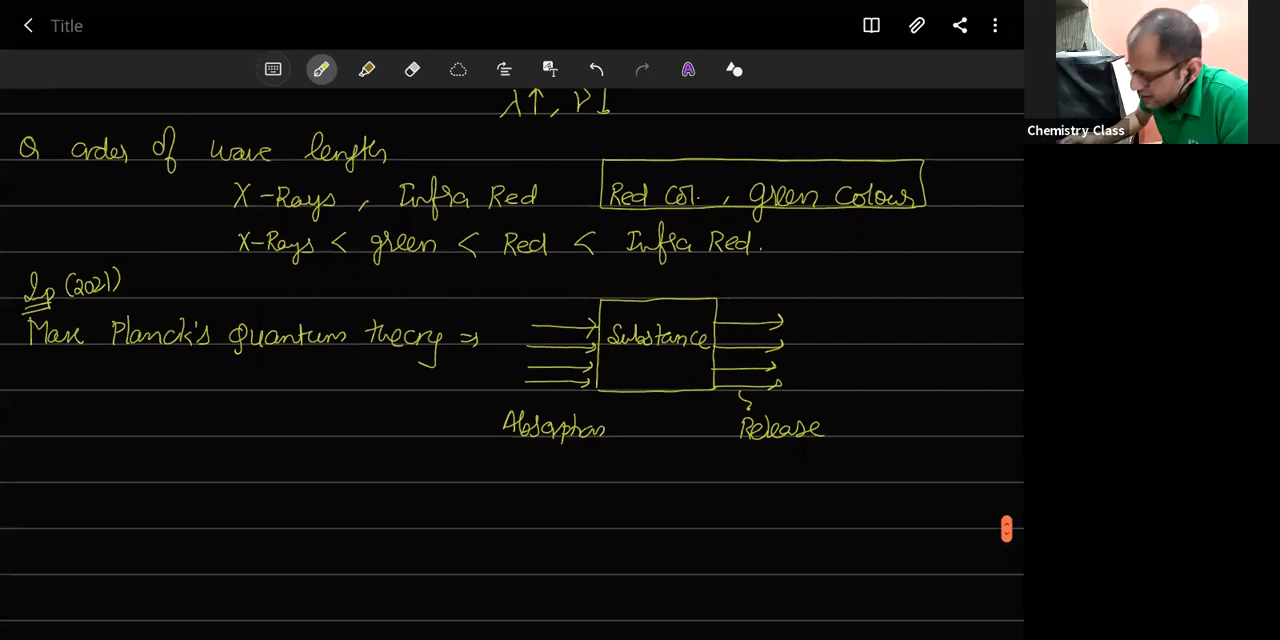 Title
Chemistry Class
λ↑, ν↓
Q order of wave length
X-Rays, Infra Red Red Col., green Colour
X-Rays < green < Red < Infra Red.
Ip (2021)
Max Planck's quantum theory ⇒
Substance
Absorption
Release